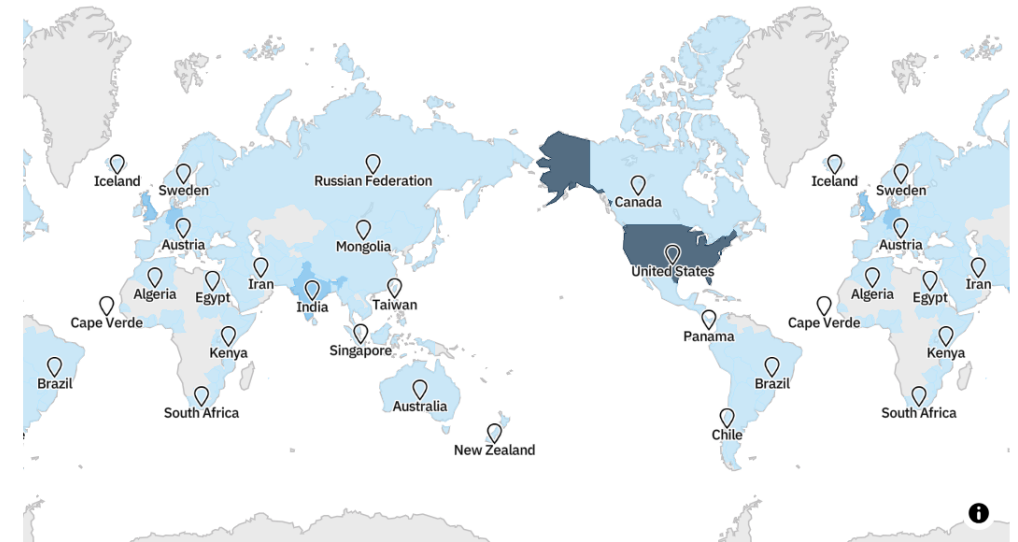 Iceland
Sweden
Russian Federation
Canada
Iceland
Sweden
Austria
Mongolia
Austria
Algeria
Egypt
Iran
India
Taiwan
United States
Algeria
Egypt
Iran
Cape Verde
Kenya
Singapore
Panama
Cape Verde
Kenya
Brazil
South Africa
Australia
Brazil
South Africa
New Zealand
Chile